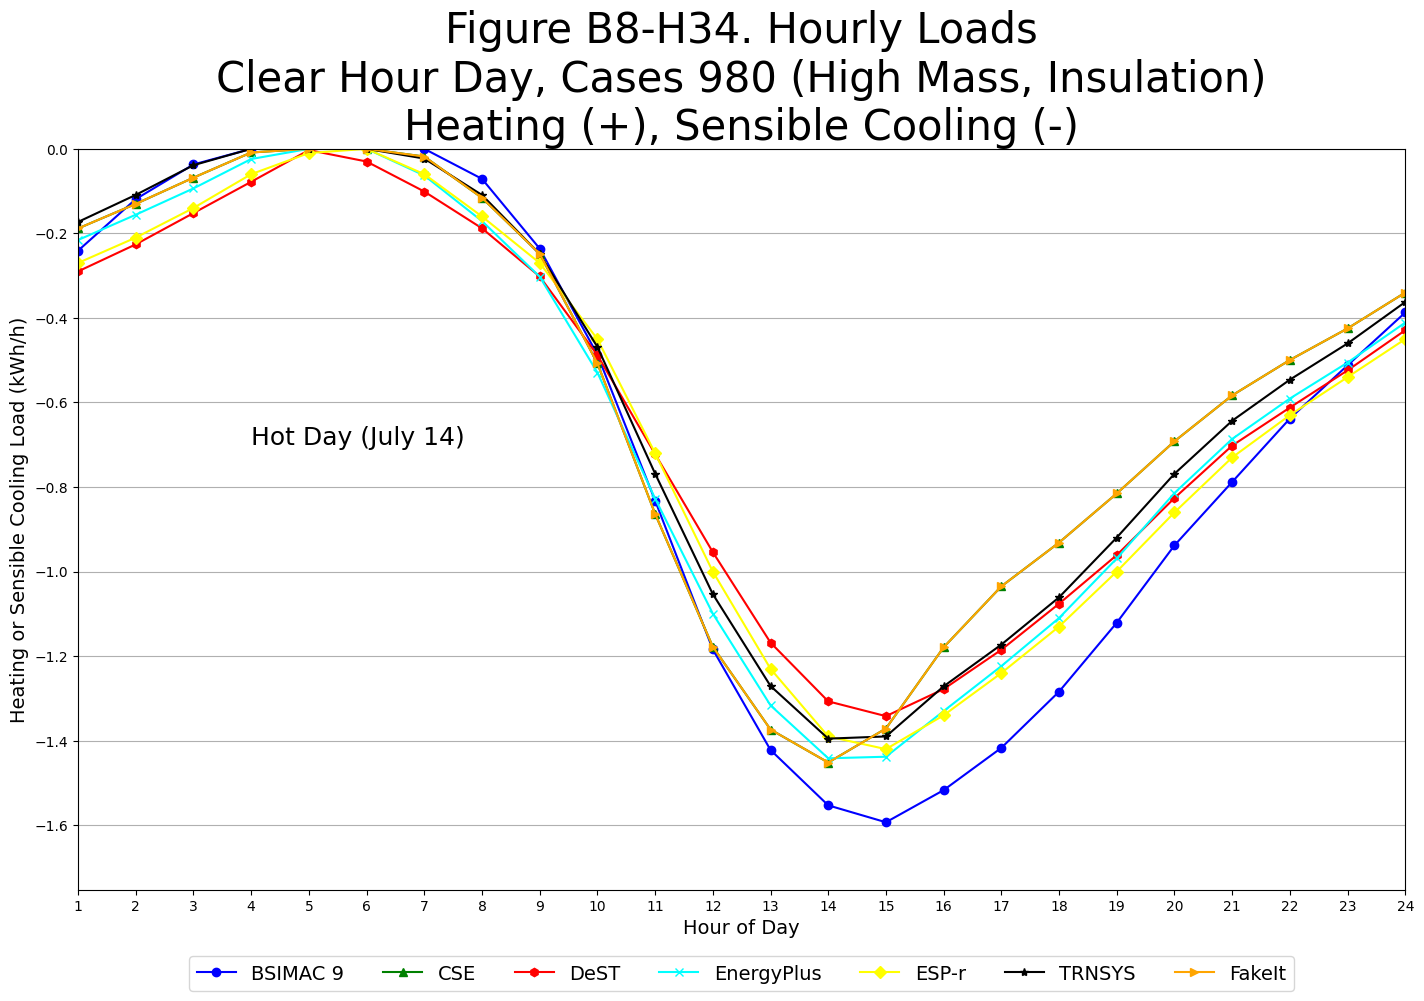 Figure B8-H34. Hourly Loads
Clear Hour Day, Cases 980 (High Mass, Insulation)
Heating (+), Sensible Cooling (-)
Heating or Sensible Cooling Load (kWh/h)
0.0
−0.2
−0.4
−0.6
−0.8
−1.0
−1.2
−1.4
−1.6
Hot Day (July 14)
1 2 3 4 5 6 7 8 9 10 11 12 13 14 15 16 17 18 19 20 21 22 23 24
Hour of Day
BSIMAC 9 CSE DeST EnergyPlus ESP-r TRNSYS FakeIt